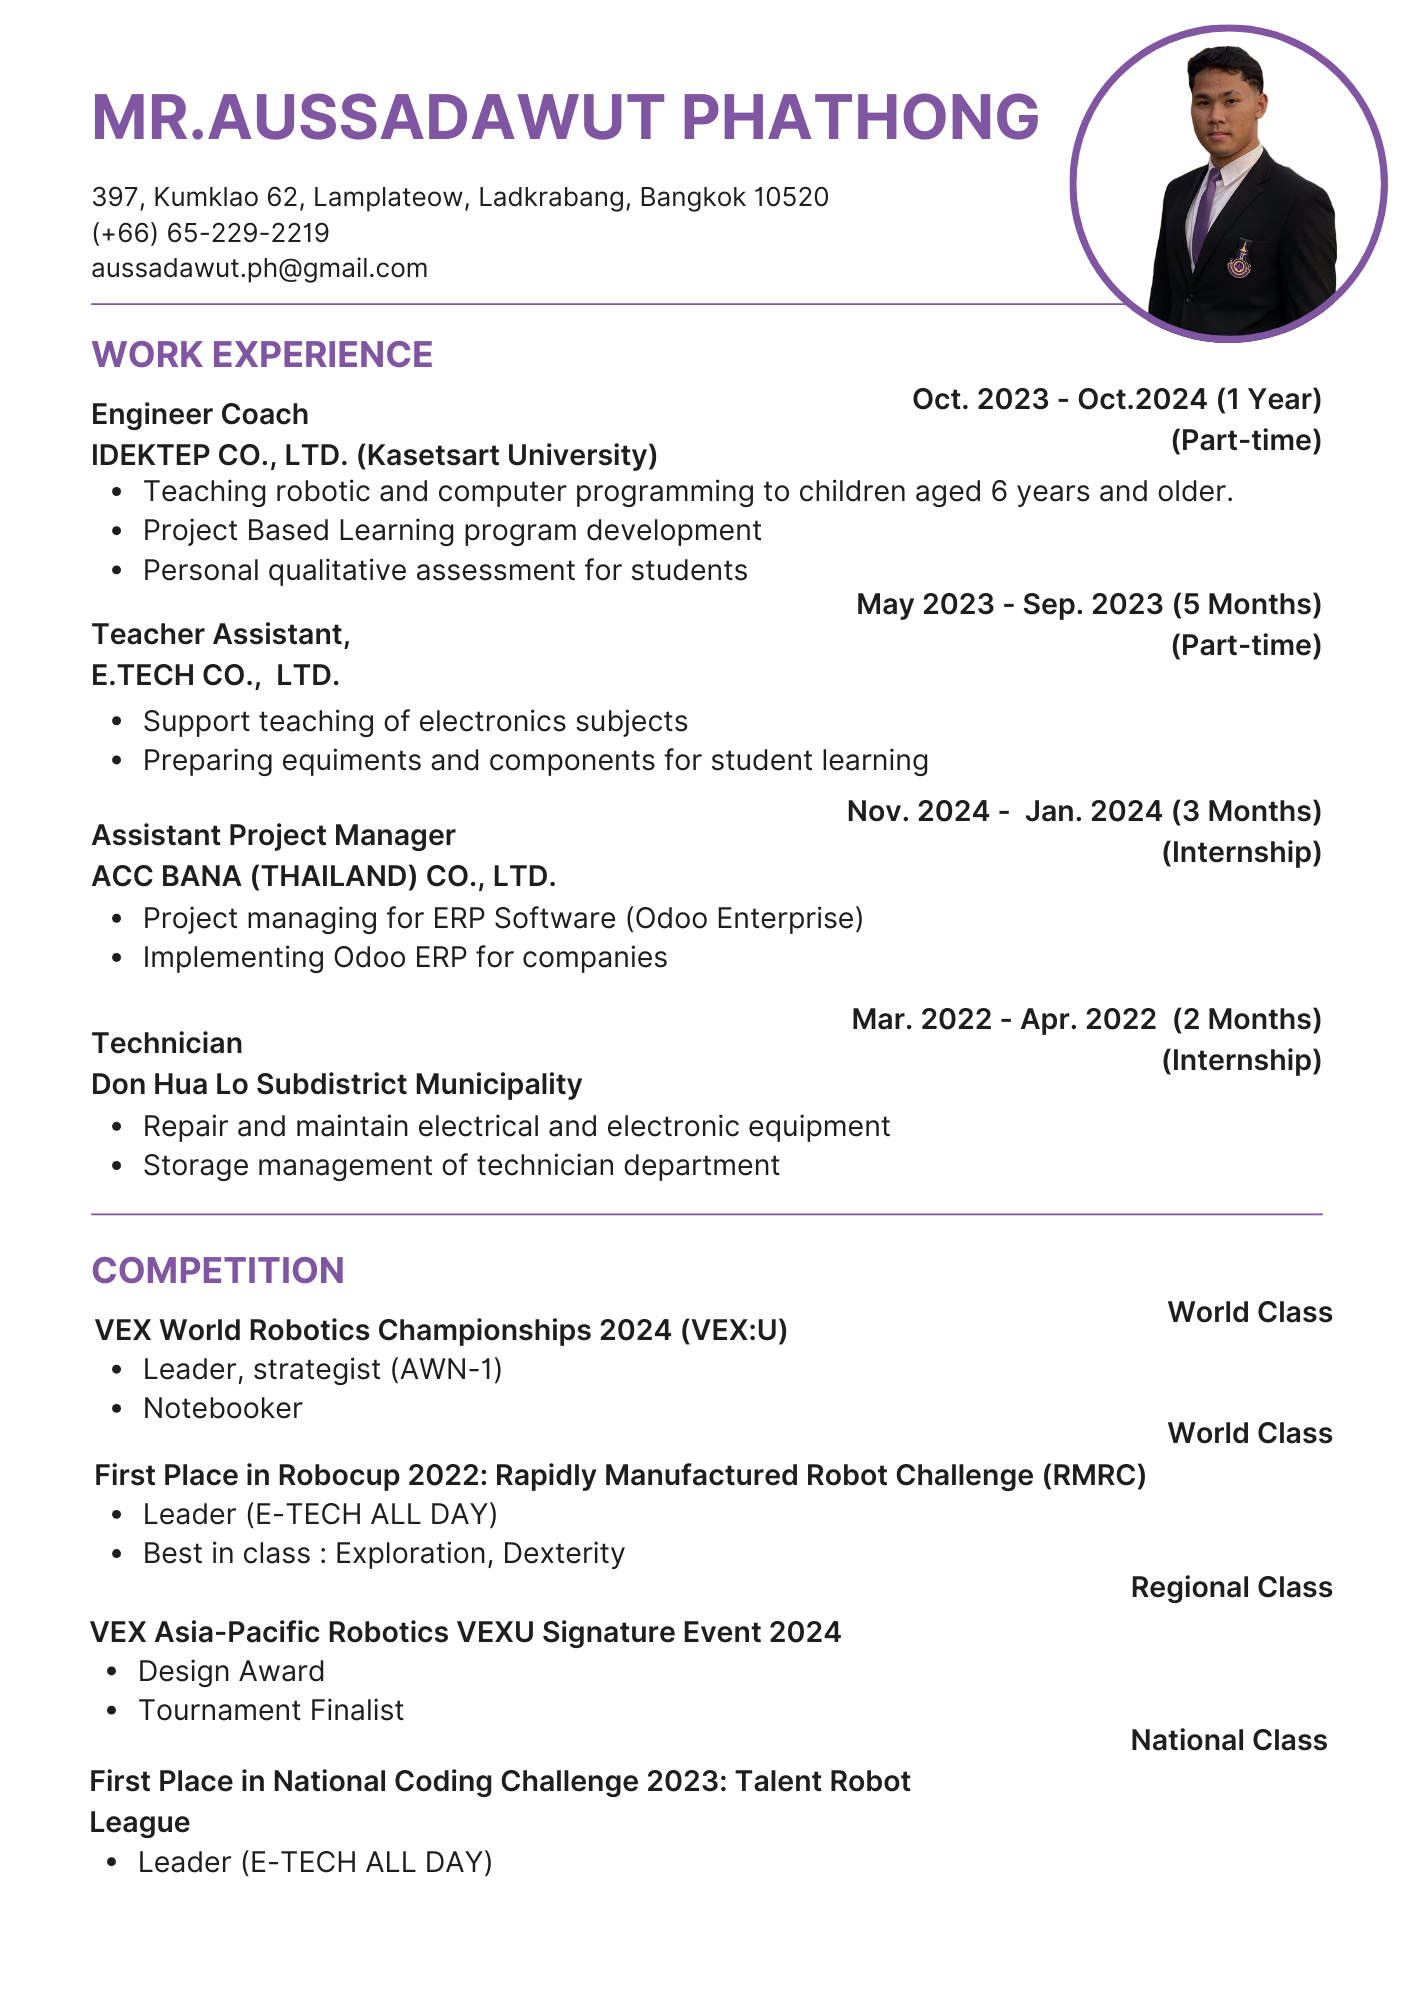 MR.AUSSADAWUT PHATHONG
397, Kumklao 62, Lamplateow, Ladkrabang, Bangkok 10520
(+66) 65-229-2219
aussadawut.ph@gmail.com
WORK EXPERIENCE
Oct. 2023 - Oct.2024 (1 Year)
Engineer Coach
(Part-time)
IDEKTEP CO., LTD. (Kasetsart University)
• Teaching robotic and computer programming to children aged 6 years and older.
• Project Based Learning program development
• Personal qualitative assessment for students
May 2023 - Sep. 2023 (5 Months)
Teacher Assistant,
(Part-time)
E.TECH CO., LTD.
• Support teaching of electronics subjects
• Preparing equiments and components for student learning
Nov. 2024 - Jan. 2024 (3 Months)
Assistant Project Manager
(Internship)
ACC BANA (THAILAND) CO., LTD.
• Project managing for ERP Software (Odoo Enterprise)
• Implementing Odoo ERP for companies
Mar. 2022 - Apr. 2022 (2 Months)
Technician
(Internship)
Don Hua Lo Subdistrict Municipality
• Repair and maintain electrical and electronic equipment
• Storage management of technician department
COMPETITION
World Class
VEX World Robotics Championships 2024 (VEX:U)
• Leader, strategist (AWN-1)
• Notebooker
World Class
First Place in Robocup 2022: Rapidly Manufactured Robot Challenge (RMRC)
• Leader (E-TECH ALL DAY)
• Best in class : Exploration, Dexterity
Regional Class
VEX Asia-Pacific Robotics VEXU Signature Event 2024
• Design Award
• Tournament Finalist
National Class
First Place in National Coding Challenge 2023: Talent Robot
League
• Leader (E-TECH ALL DAY)